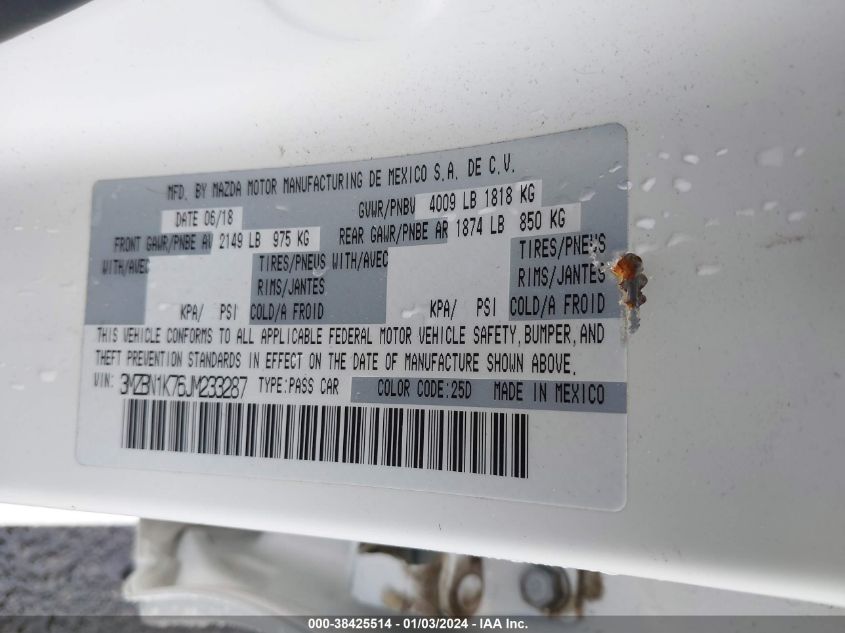 MFD. BY MAZDA MOTOR MANUFACTURING DE MEXICO S.A. DE C.V.
DATE 06/18 GVWR/PNBV 4009 LB 1818 KG
FRONT GAWR/PNBE AV 2149 LB 975 KG REAR GAWR/PNBE AR 1874 LB 850 KG
WITH/AVEC TIRES/PNEUS WITH/AVEC TIRES/PNEUS
RIMS/JANTES RIMS/JANTES
KPA/ PSI COLD/A FROID KPA/ PSI COLD/A FROID
THIS VEHICLE CONFORMS TO ALL APPLICABLE FEDERAL MOTOR VEHICLE SAFETY, BUMPER, AND
THEFT PREVENTION STANDARDS IN EFFECT ON THE DATE OF MANUFACTURE SHOWN ABOVE.
VIN: 3MZBN1K76JM233287 TYPE:PASS CAR COLOR CODE:25D MADE IN MEXICO
000-38425514 - 01/03/2024 - IAA Inc.